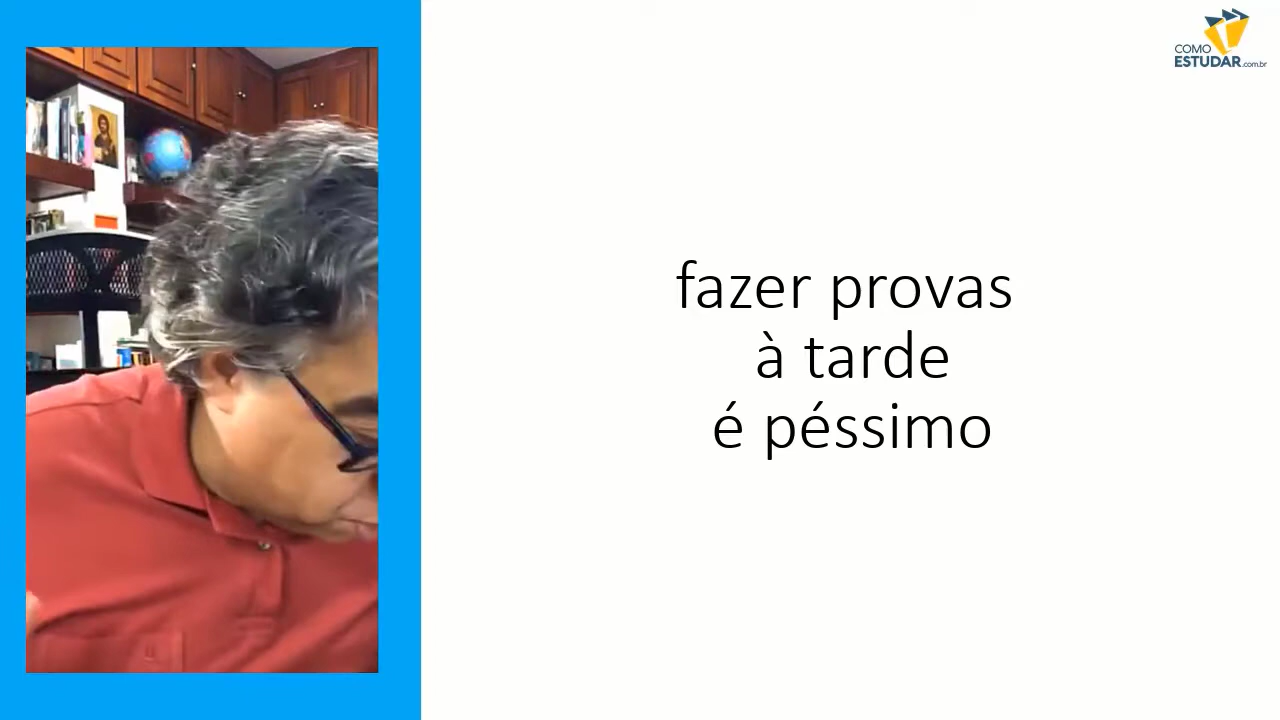 COMO
ESTUDAR.com.br
fazer provas
à tarde
é péssimo